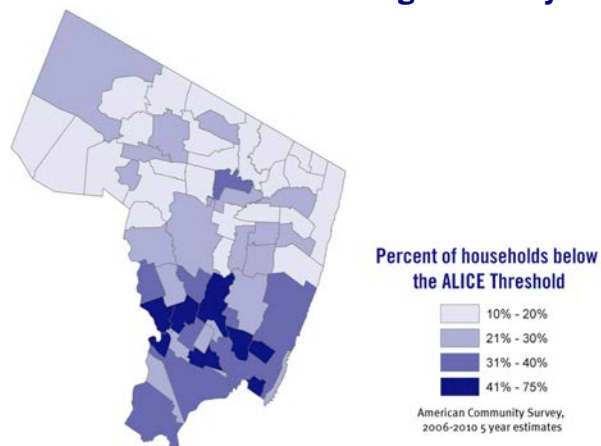 Percent of households below
the ALICE Threshold
10% - 20%
21% - 30%
31% - 40%
41% - 75%
American Community Survey,
2006-2010 5 year estimates